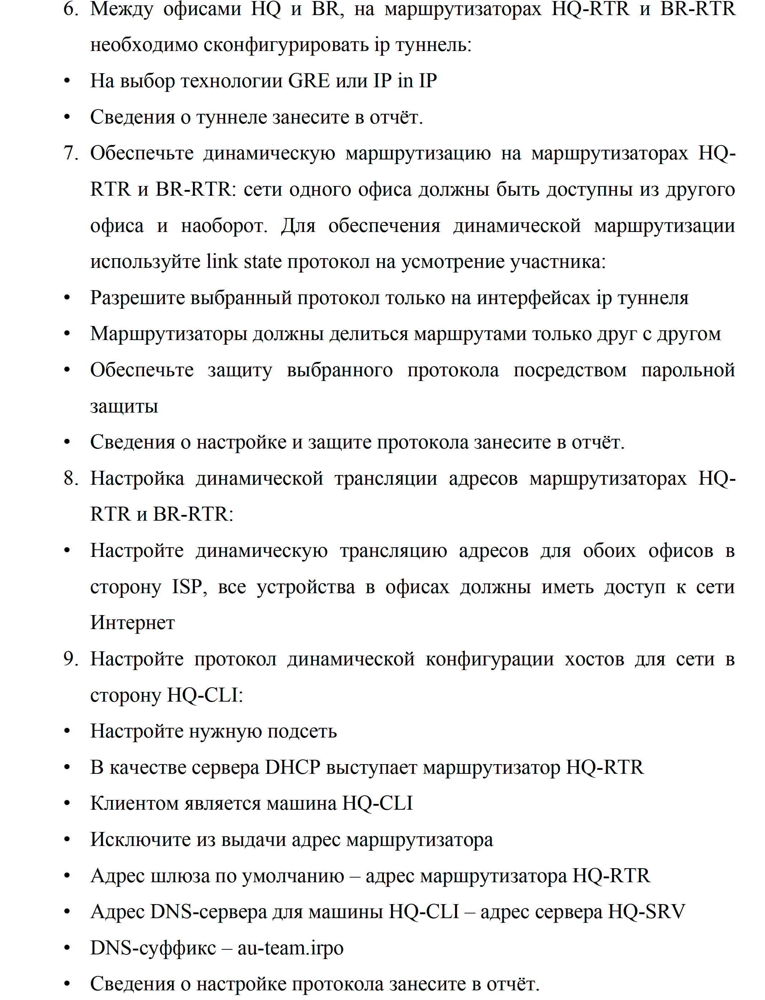 6. Между офисами HQ и BR, на маршрутизаторах HQ-RTR и BR-RTR
необходимо сконфигурировать ip туннель:
• На выбор технологии GRE или IP in IP
• Сведения о туннеле занесите в отчёт.
7. Обеспечьте динамическую маршрутизацию на маршрутизаторах HQ-
RTR и BR-RTR: сети одного офиса должны быть доступны из другого
офиса и наоборот. Для обеспечения динамической маршрутизации
используйте link state протокол на усмотрение участника:
• Разрешите выбранный протокол только на интерфейсах ip туннеля
• Маршрутизаторы должны делиться маршрутами только друг с другом
• Обеспечьте защиту выбранного протокола посредством парольной
защиты
• Сведения о настройке и защите протокола занесите в отчёт.
8. Настройка динамической трансляции адресов маршрутизаторах HQ-
RTR и BR-RTR:
• Настройте динамическую трансляцию адресов для обоих офисов в
сторону ISP, все устройства в офисах должны иметь доступ к сети
Интернет
9. Настройте протокол динамической конфигурации хостов для сети в
сторону HQ-CLI:
• Настройте нужную подсеть
• В качестве сервера DHCP выступает маршрутизатор HQ-RTR
• Клиентом является машина HQ-CLI
• Исключите из выдачи адрес маршрутизатора
• Адрес шлюза по умолчанию – адрес маршрутизатора HQ-RTR
• Адрес DNS-сервера для машины HQ-CLI – адрес сервера HQ-SRV
• DNS-суффикс – au-team.irpo
• Сведения о настройке протокола занесите в отчёт.